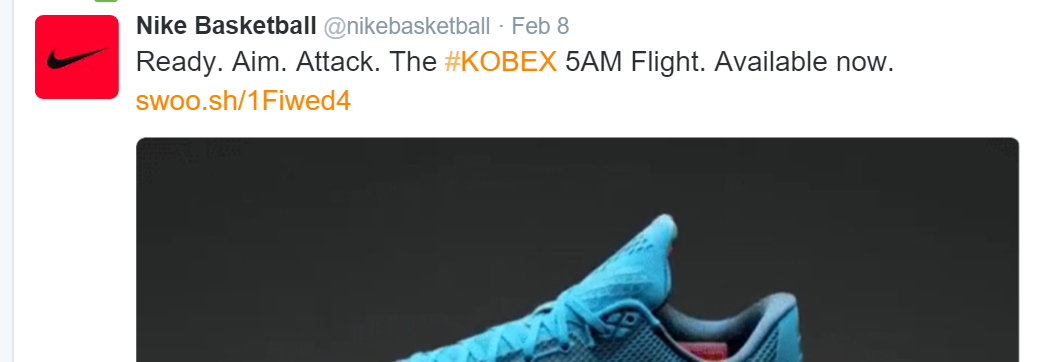 Nike Basketball @nikebasketball · Feb 8
Ready. Aim. Attack. The #KOBEX 5AM Flight. Available now.
swoo.sh/1Fiwed4